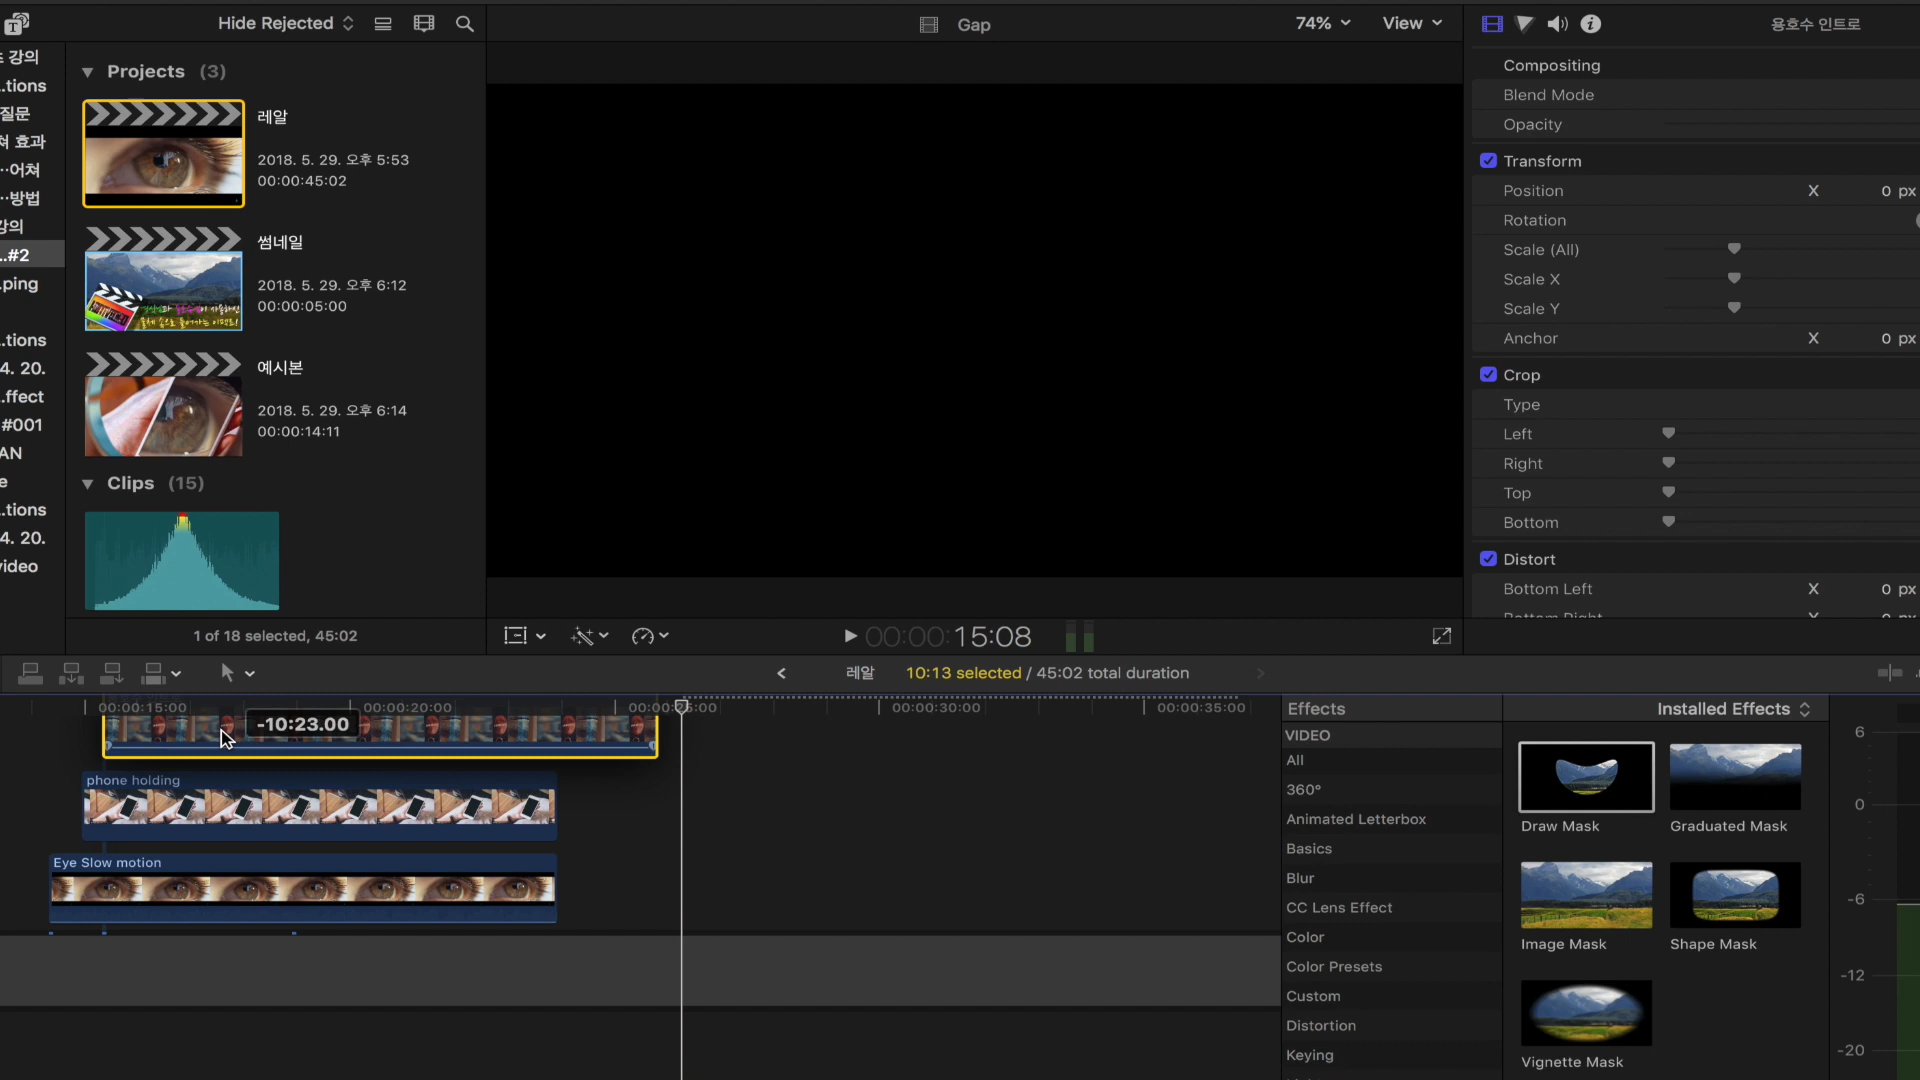 Hide Rejected
Gap
74%
View
용호수 인트로
강의
..tions
질문
쳐 효과
··어쳐
··방법
강의
..#2
.ping
..tions
4. 20.
..ffect
#001
AN
e
..tions
4. 20.
video
Projects (3)
레알
2018. 5. 29. 오후 5:53
00:00:45:02
썸네일
2018. 5. 29. 오후 6:12
00:00:05:00
예시본
2018. 5. 29. 오후 6:14
00:00:14:11
Clips (15)
1 of 18 selected, 45:02
00:00:15:08
Compositing
Blend Mode
Opacity
Transform
Position X 0 px
Rotation
Scale (All)
Scale X
Scale Y
Anchor X 0 px
Crop
Type
Left
Right
Top
Bottom
Distort
Bottom Left X 0 px
Bottom Right X 0 px
레알 10:13 selected / 45:02 total duration
00:00:15:00
00:00:20:00
00:00:25:00
00:00:30:00
00:00:35:00
-10:23.00
phone holding
Eye Slow motion
Effects
Installed Effects
VIDEO
All
360°
Animated Letterbox
Basics
Blur
CC Lens Effect
Color
Color Presets
Custom
Distortion
Keying
Draw Mask
Graduated Mask
Image Mask
Shape Mask
Vignette Mask
6
0
-6
-12
-20